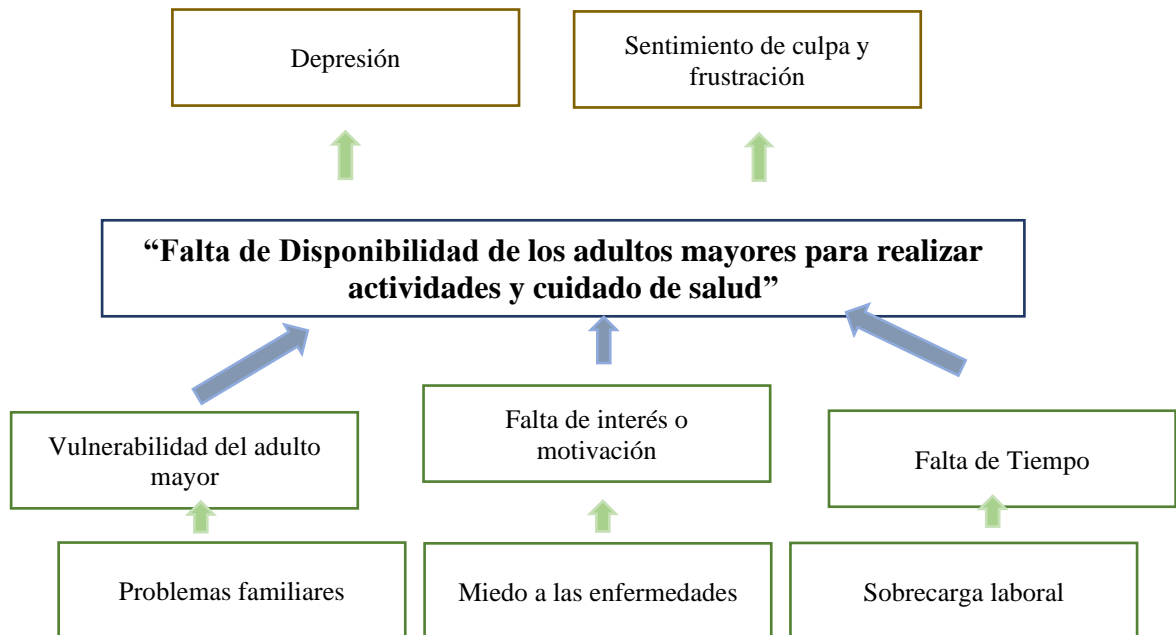 Depresión
Sentimiento de culpa y
frustración
“Falta de Disponibilidad de los adultos mayores para realizar
actividades y cuidado de salud”
Vulnerabilidad del adulto
mayor
Falta de interés o
motivación
Falta de Tiempo
Problemas familiares
Miedo a las enfermedades
Sobrecarga laboral